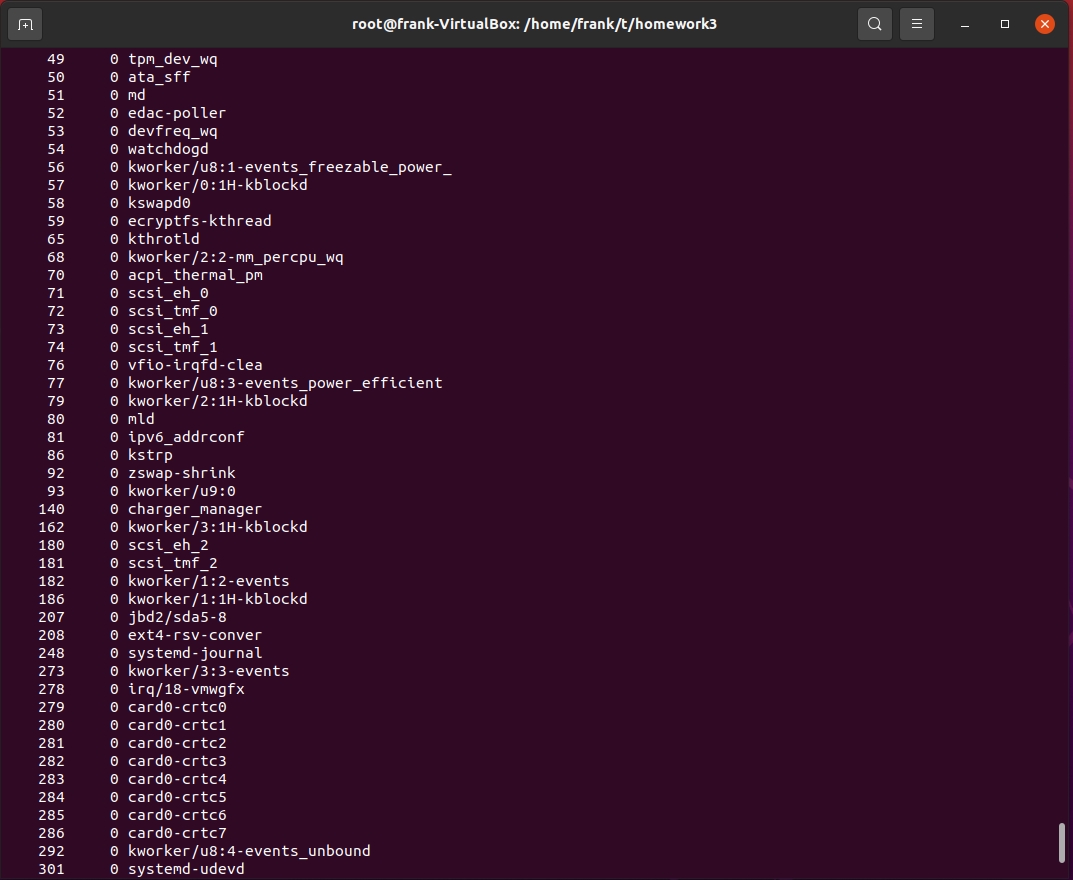 root@frank-VirtualBox: /home/frank/t/homework3
49 0 tpm_dev_wq
50 0 ata_sff
51 0 md
52 0 edac-poller
53 0 devfreq_wq
54 0 watchdogd
56 0 kworker/u8:1-events_freezable_power_
57 0 kworker/0:1H-kblockd
58 0 kswapd0
59 0 ecryptfs-kthread
65 0 kthrotld
68 0 kworker/2:2-mm_percpu_wq
70 0 acpi_thermal_pm
71 0 scsi_eh_0
72 0 scsi_tmf_0
73 0 scsi_eh_1
74 0 scsi_tmf_1
76 0 vfio-irqfd-clea
77 0 kworker/u8:3-events_power_efficient
79 0 kworker/2:1H-kblockd
80 0 mld
81 0 ipv6_addrconf
86 0 kstrp
92 0 zswap-shrink
93 0 kworker/u9:0
140 0 charger_manager
162 0 kworker/3:1H-kblockd
180 0 scsi_eh_2
181 0 scsi_tmf_2
182 0 kworker/1:2-events
186 0 kworker/1:1H-kblockd
207 0 jbd2/sda5-8
208 0 ext4-rsv-conver
248 0 systemd-journal
273 0 kworker/3:3-events
278 0 irq/18-vmwgfx
279 0 card0-crtc0
280 0 card0-crtc1
281 0 card0-crtc2
282 0 card0-crtc3
283 0 card0-crtc4
284 0 card0-crtc5
285 0 card0-crtc6
286 0 card0-crtc7
292 0 kworker/u8:4-events_unbound
301 0 systemd-udevd